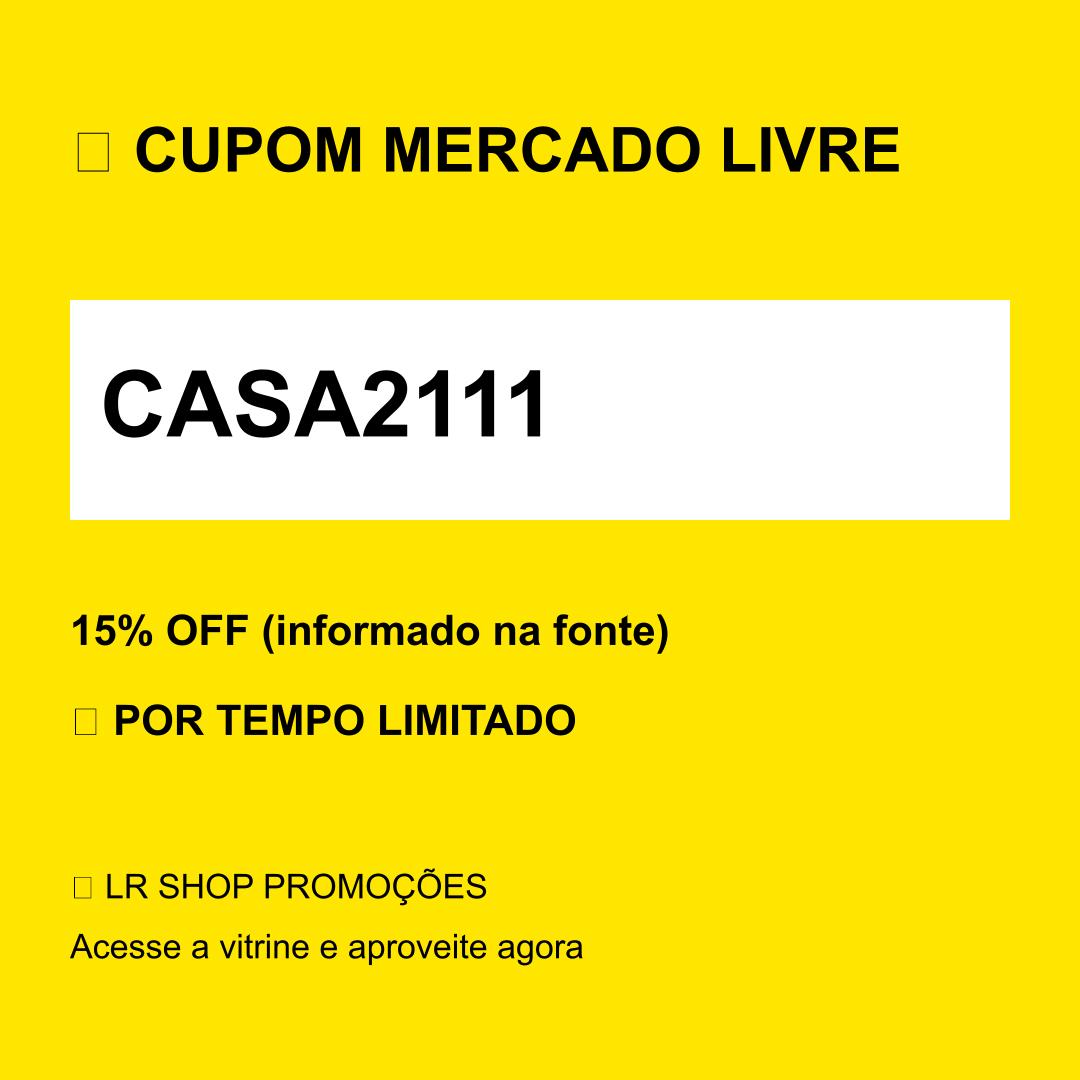 CUPOM MERCADO LIVRE
CASA2111
15% OFF (informado na fonte)
POR TEMPO LIMITADO
LR SHOP PROMOÇÕES
Acesse a vitrine e aproveite agora